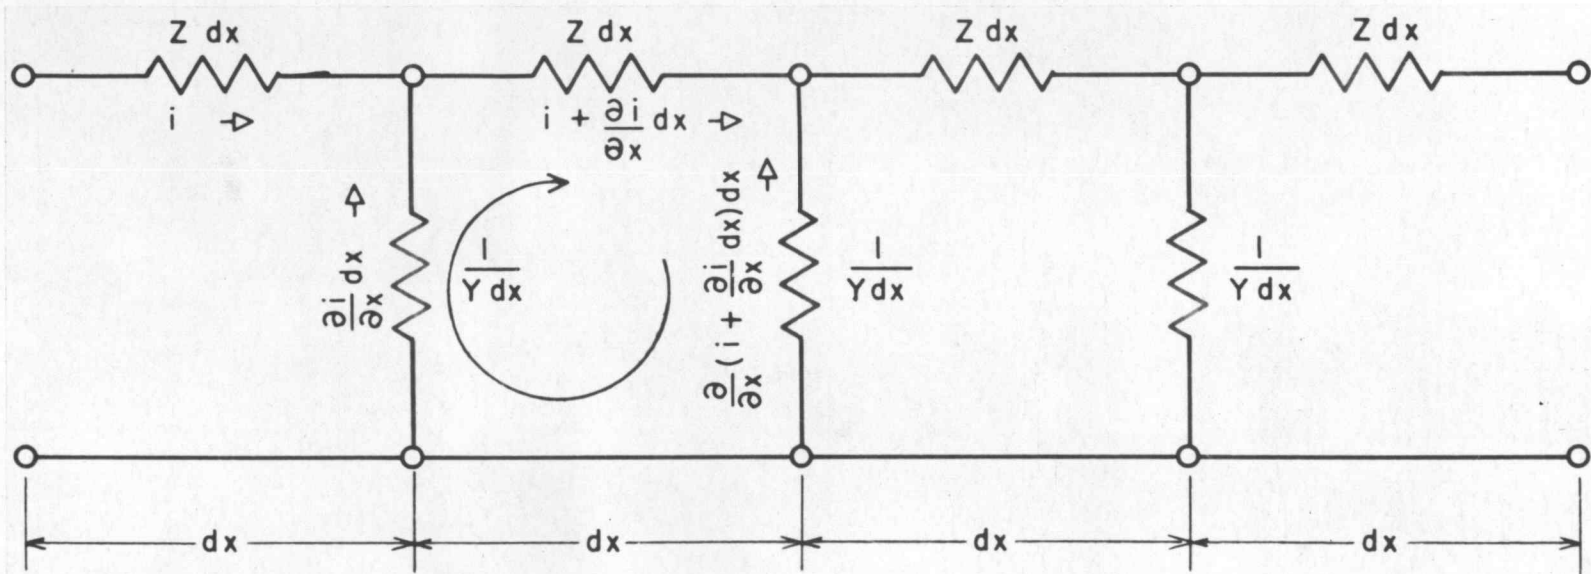 Z dx
Z dx
Z dx
Z dx
i
i + ∂i/∂x dx
∂i/∂x dx
1/Y dx
∂/∂x (i + ∂i/∂x dx)dx
1/Y dx
1/Y dx
dx
dx
dx
dx